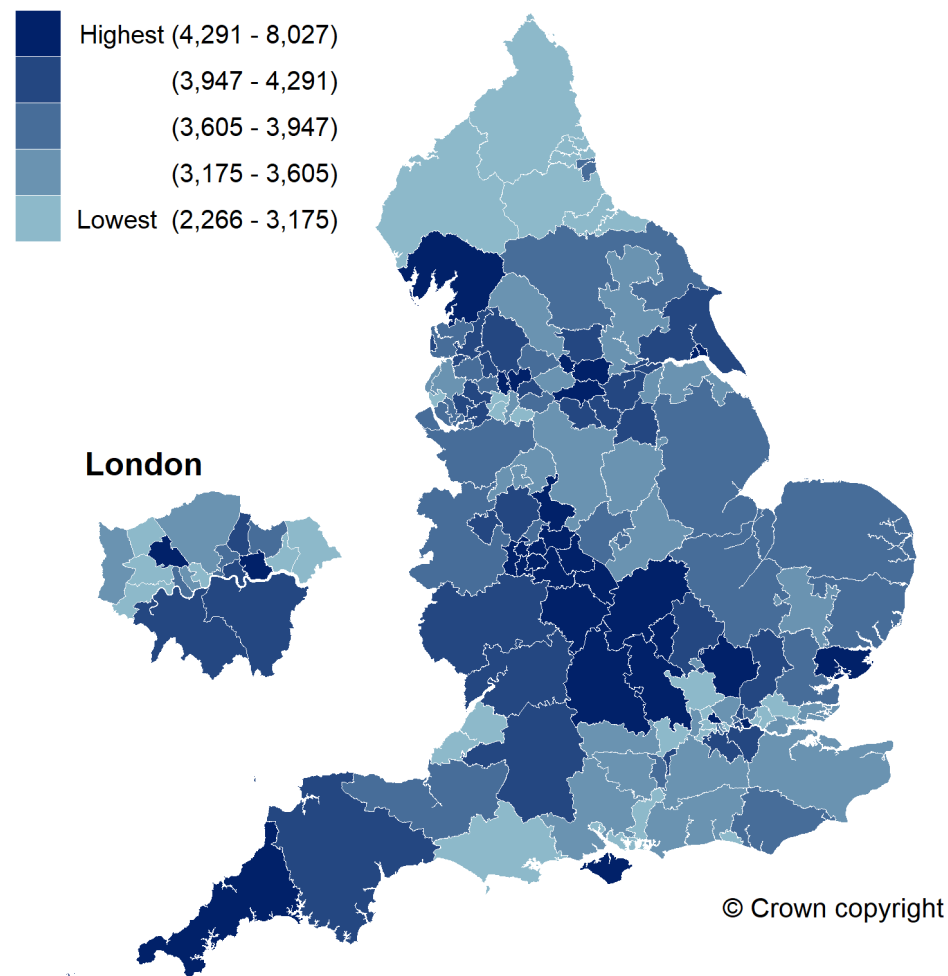 Highest (4,291 - 8,027)
(3,947 - 4,291)
(3,605 - 3,947)
(3,175 - 3,605)
Lowest (2,266 - 3,175)
London
© Crown copyright